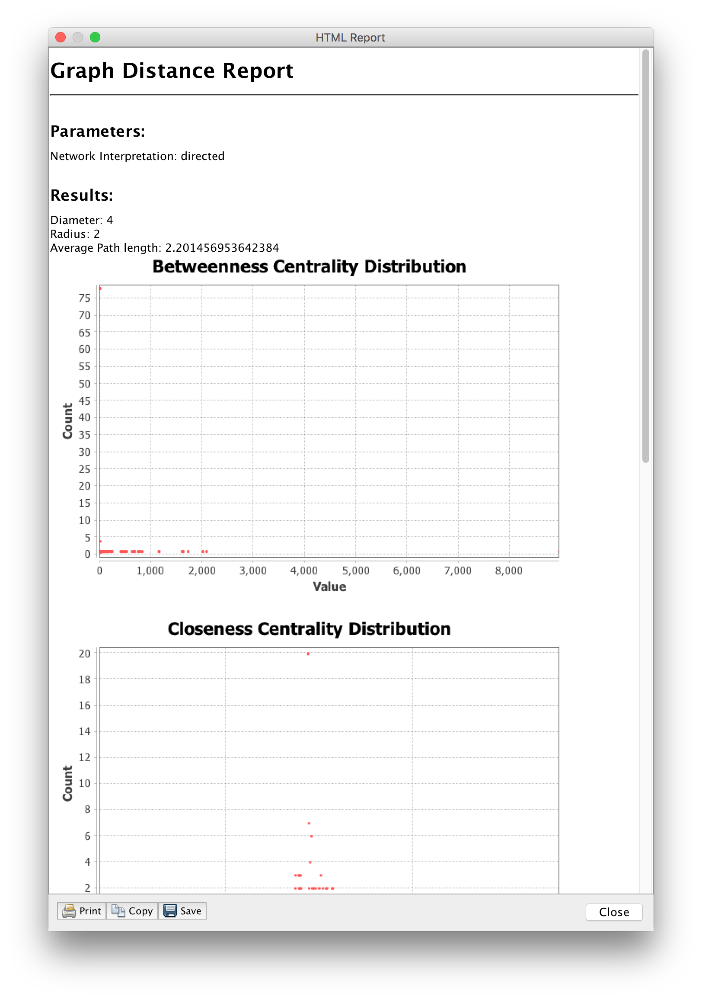 HTML Report
Graph Distance Report
Parameters:
Network Interpretation: directed
Results:
Diameter: 4
Radius: 2
Average Path length: 2.201456953642384
Betweenness Centrality Distribution
75
70
65
60
55
50
45
40
35
30
25
20
15
10
5
0
Count
0 1,000 2,000 3,000 4,000 5,000 6,000 7,000 8,000
Value
Closeness Centrality Distribution
20
18
16
14
12
10
8
6
4
2
Count
Print Copy Save Close